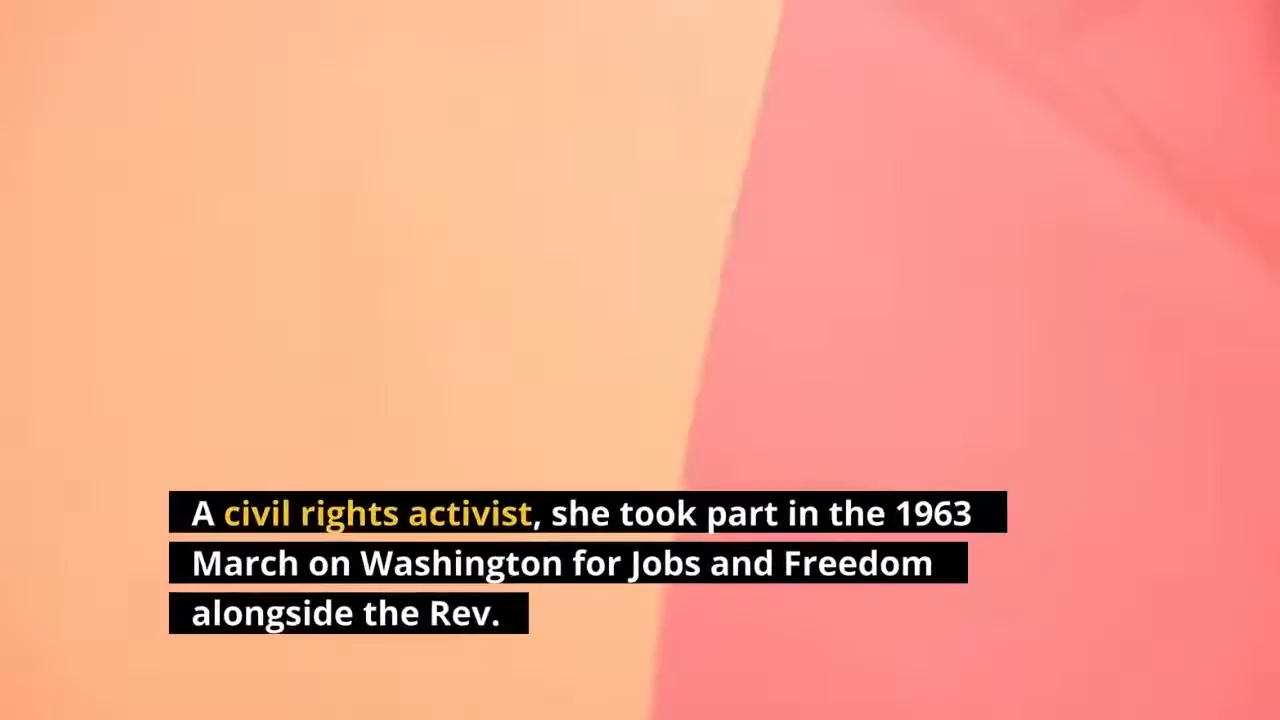 A civil rights activist, she took part in the 1963
March on Washington for Jobs and Freedom
alongside the Rev.